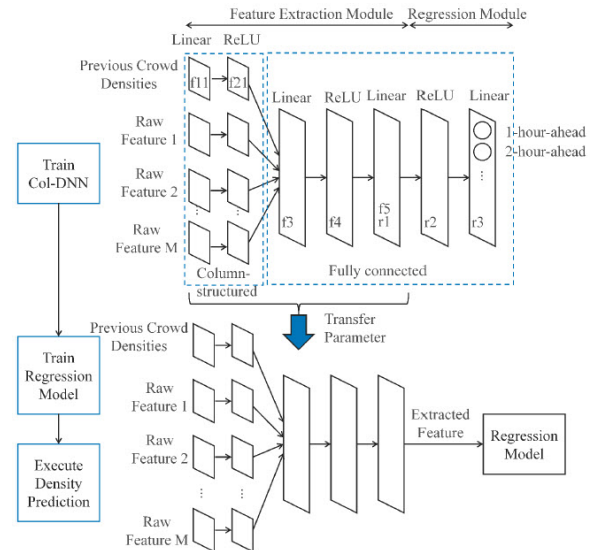 Feature Extraction Module
Regression Module
Linear
ReLU
Previous Crowd
Densities
f11
f21
Linear
ReLU
Linear
ReLU
Linear
Raw
Feature 1
1-hour-ahead
2-hour-ahead
⋮
Train
Col-DNN
Raw
Feature 2
⋮
⋮
Raw
Feature M
f3
f4
f5
r1
r2
r3
Column-
structured
Fully connected
Transfer
Parameter
Previous Crowd
Densities
Train
Regression
Model
Raw
Feature 1
Extracted
Feature
Regression
Model
Raw
Feature 2
Execute
Density
Prediction
⋮
⋮
⋮
Raw
Feature M